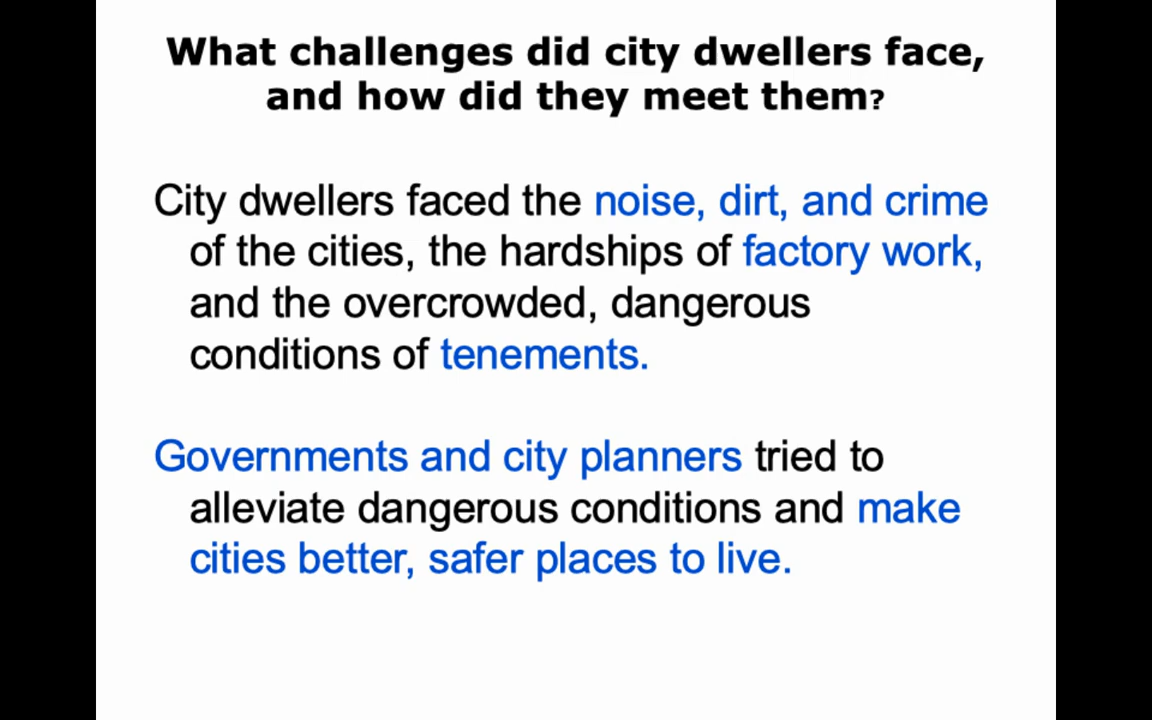 What challenges did city dwellers face,
and how did they meet them?
City dwellers faced the noise, dirt, and crime
of the cities, the hardships of factory work,
and the overcrowded, dangerous
conditions of tenements.
Governments and city planners tried to
alleviate dangerous conditions and make
cities better, safer places to live.